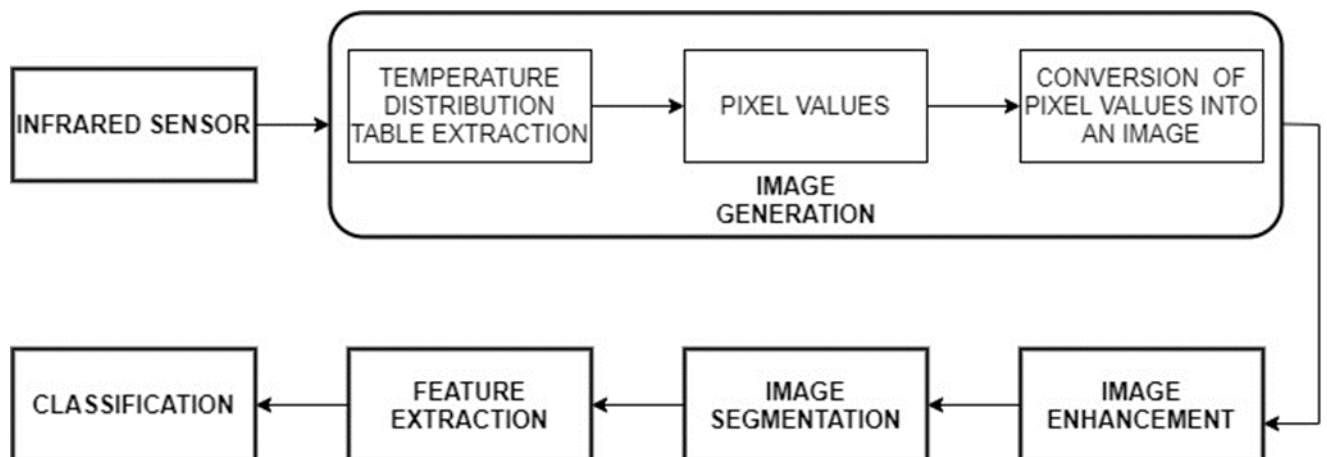 INFRARED SENSOR
TEMPERATURE
DISTRIBUTION
TABLE EXTRACTION
PIXEL VALUES
CONVERSION OF
PIXEL VALUES INTO
AN IMAGE
IMAGE
GENERATION
CLASSIFICATION
FEATURE
EXTRACTION
IMAGE
SEGMENTATION
IMAGE
ENHANCEMENT